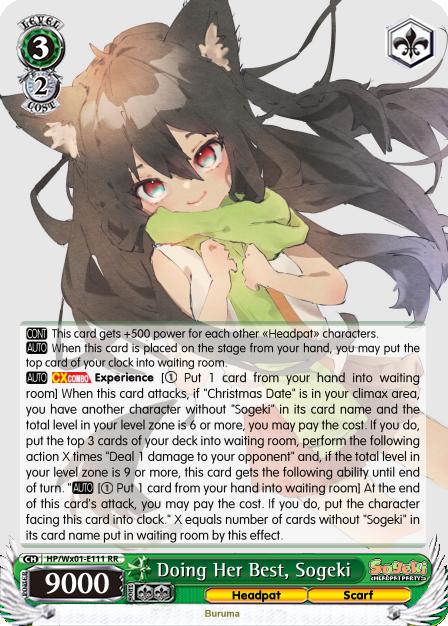 LEVEL
3
2
COST
CONT This card gets +500 power for each other «Headpat» characters.
AUTO When this card is placed on the stage from your hand, you may put the
top card of your clock into waiting room.
AUTO CXCOMBO Experience [① Put 1 card from your hand into waiting
room] When this card attacks, if "Christmas Date" is in your climax area,
you have another character without "Sogeki" in its card name and the
total level in your level zone is 6 or more, you may pay the cost. If you do,
put the top 3 cards of your deck into waiting room, perform the following
action X times "Deal 1 damage to your opponent" and, if the total level in
your level zone is 9 or more, this card gets the following ability until end
of turn. "AUTO [① Put 1 card from your hand into waiting room] At the end
of this card's attack, you may pay the cost. If you do, put the character
facing this card into clock." X equals number of cards without "Sogeki" in
its card name put in waiting room by this effect.
CH HP/Wx01-E111 RR
POWER 9000 SOUL Doing Her Best, Sogeki Sogeki
HEADPAT PARTY
Headpat Scarf
Buruma